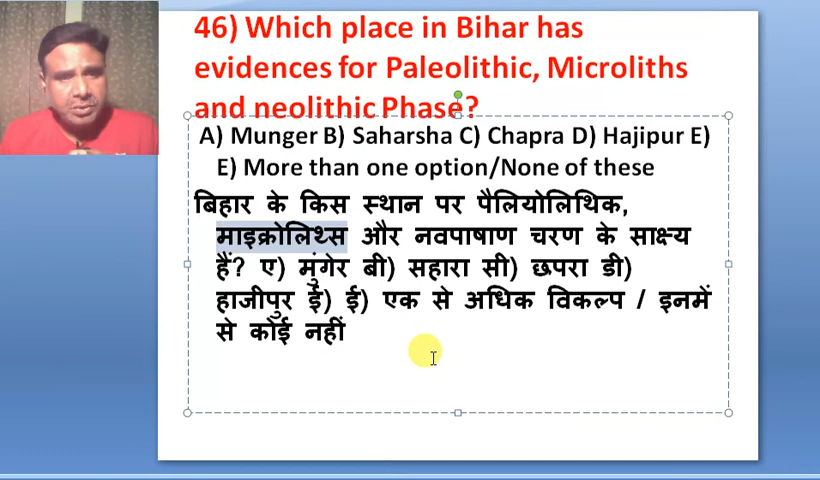 46) Which place in Bihar has
evidences for Paleolithic, Microliths
and neolithic Phase?
A) Munger B) Saharsha C) Chapra D) Hajipur E)
E) More than one option/None of these
बिहार के किस स्थान पर पैलियोलिथिक,
माइक्रोलिथ्स और नवपाषाण चरण के साक्ष्य
हैं? ए) मुंगेर बी) सहारा सी) छपरा डी)
हाजीपुर ई) ई) एक से अधिक विकल्प / इनमें
से कोई नहीं